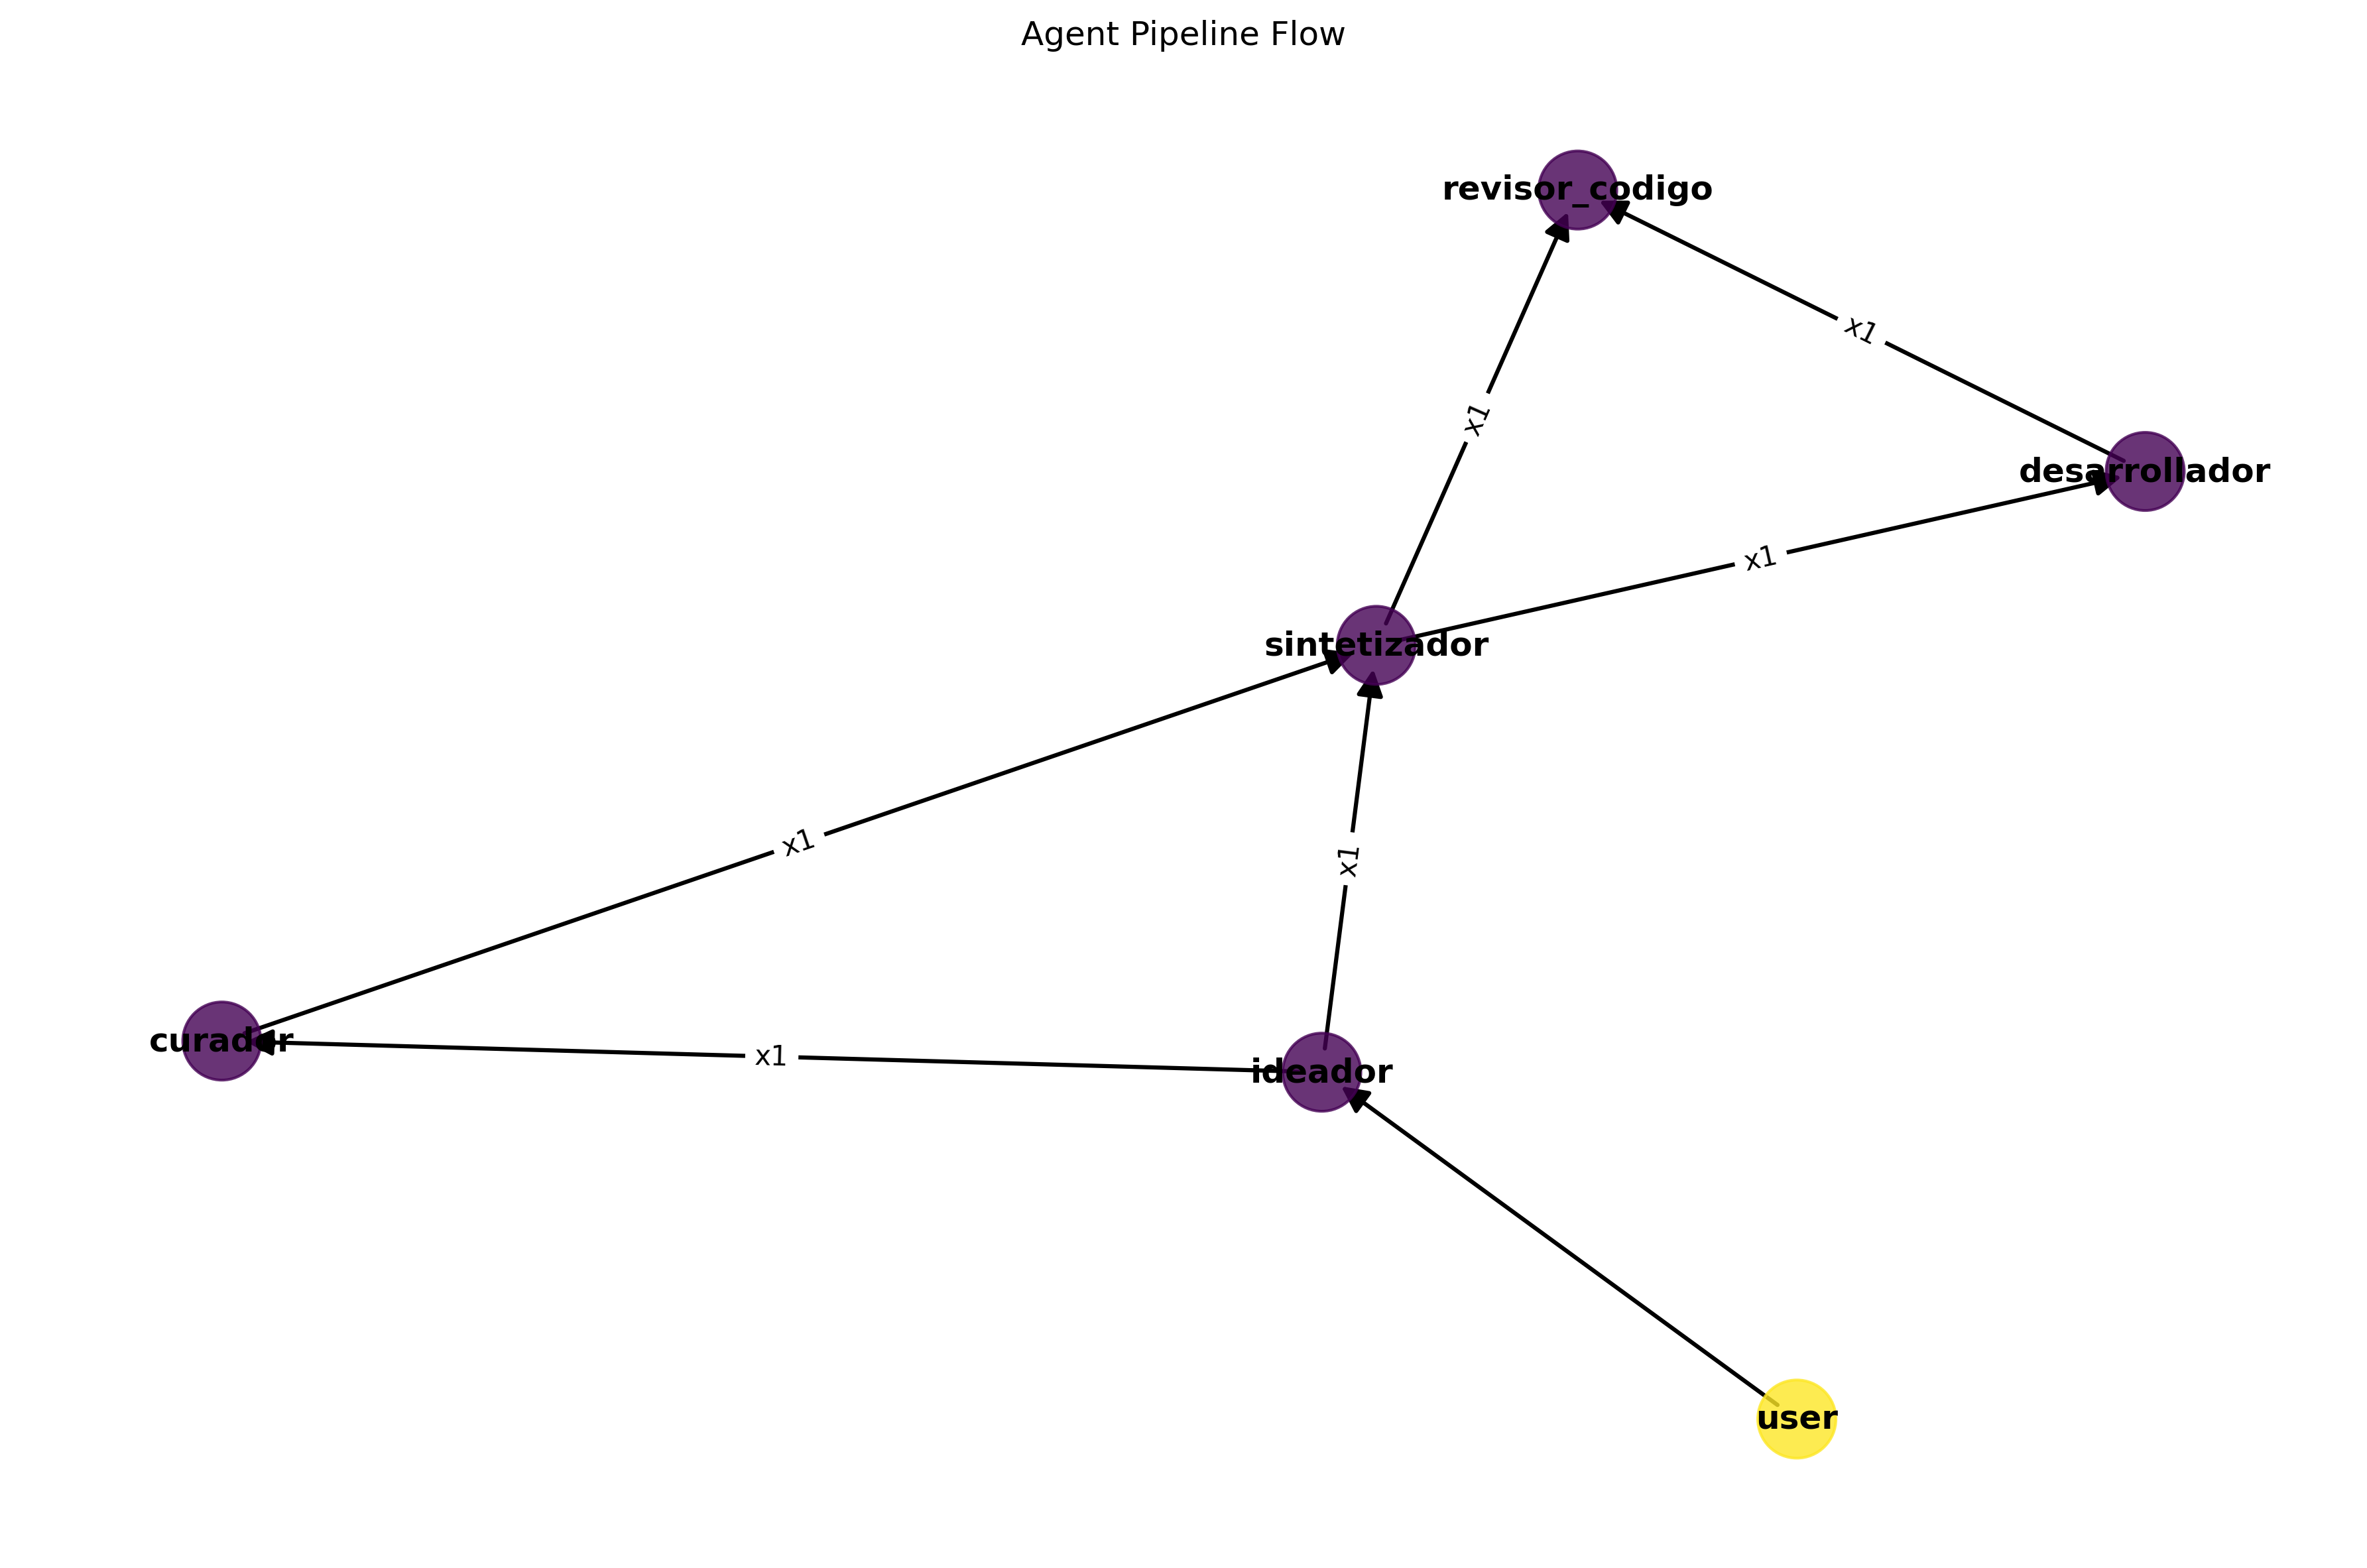 Agent Pipeline Flow
revisor_codigo
x1
x1
desarrollador
x1
sintetizador
x1
x1
curador
x1
ideador
user